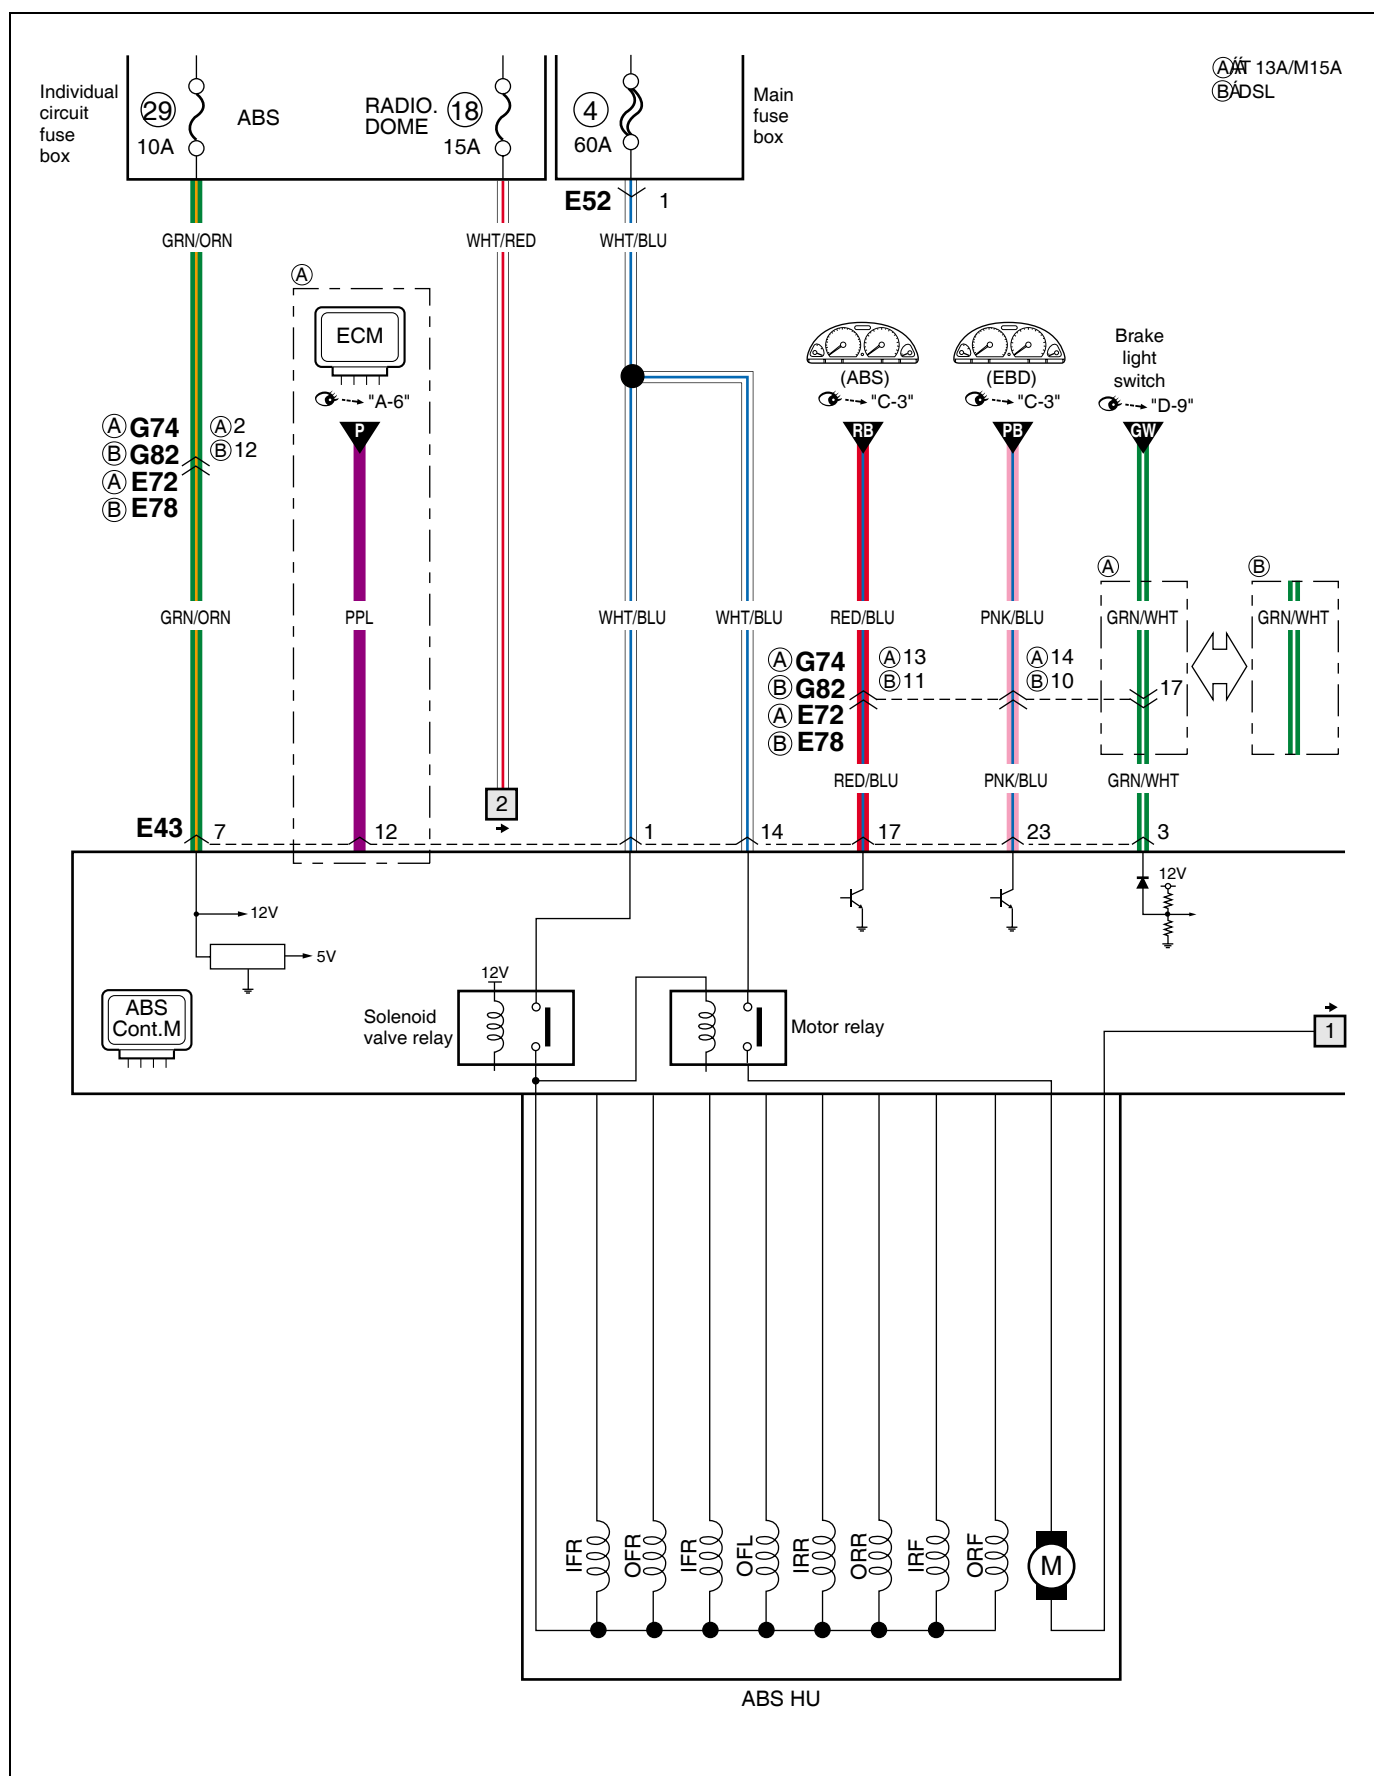 ⒶÁÁT 13A/M15A
ⒷÁDSL
Individual
circuit
fuse
box
29
10A
ABS
RADIO.
DOME
18
15A
4
60A
Main
fuse
box
E52 1
GRN/ORN
WHT/RED
WHT/BLU
Ⓐ
ECM
"A-6"
P
(ABS)
"C-3"
RB
(EBD)
"C-3"
PB
Brake
light
switch
"D-9"
GW
Ⓐ G74 Ⓐ 2
Ⓑ G82 Ⓑ 12
Ⓐ E72
Ⓑ E78
Ⓐ
Ⓑ
GRN/ORN
PPL
WHT/BLU
WHT/BLU
RED/BLU
PNK/BLU
GRN/WHT
GRN/WHT
Ⓐ G74 Ⓐ 13
Ⓑ G82 Ⓑ 11
Ⓐ E72
Ⓑ E78
Ⓐ 14
Ⓑ 10
17
RED/BLU
PNK/BLU
GRN/WHT
2
E43 7
12
1
14
17
23
3
12V
5V
12V
ABS
Cont.M
Solenoid
valve relay
12V
Motor relay
1
IFR
OFR
IFR
OFL
IRR
ORR
IRF
ORF
M
ABS HU